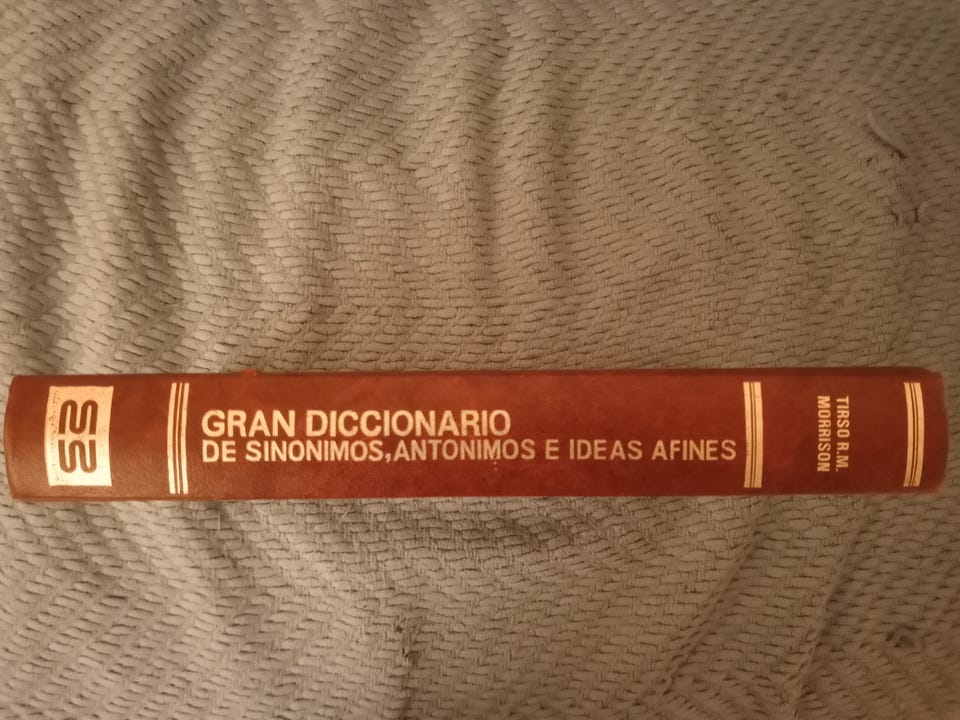 GRAN DICCIONARIO
DE SINONIMOS, ANTONIMOS E IDEAS AFINES
TIRSO R.M.
MORRISON